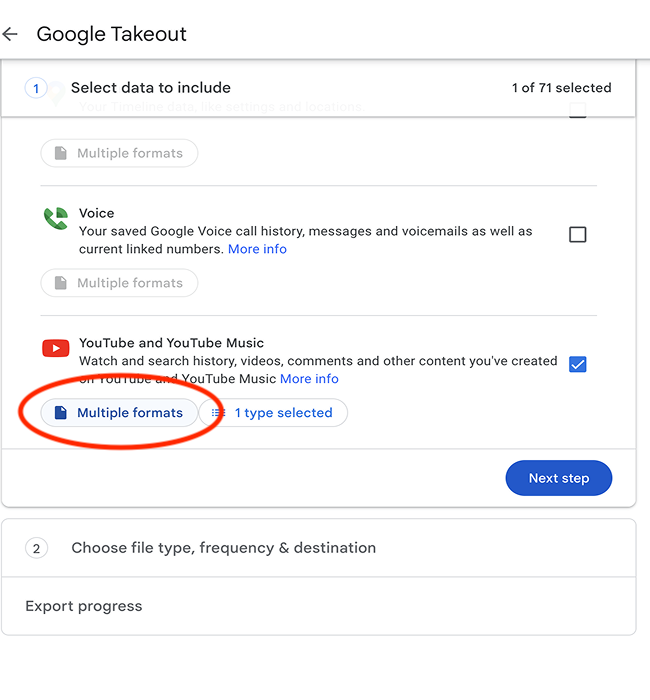 Google Takeout
1 Select data to include 1 of 71 selected
Your Timeline data, like settings and locations
Multiple formats
Voice
Your saved Google Voice call history, messages and voicemails as well as
current linked numbers. More info
Multiple formats
YouTube and YouTube Music
Watch and search history, videos, comments and other content you've created
on YouTube and YouTube Music More info
Multiple formats 1 type selected
Next step
2 Choose file type, frequency & destination
Export progress